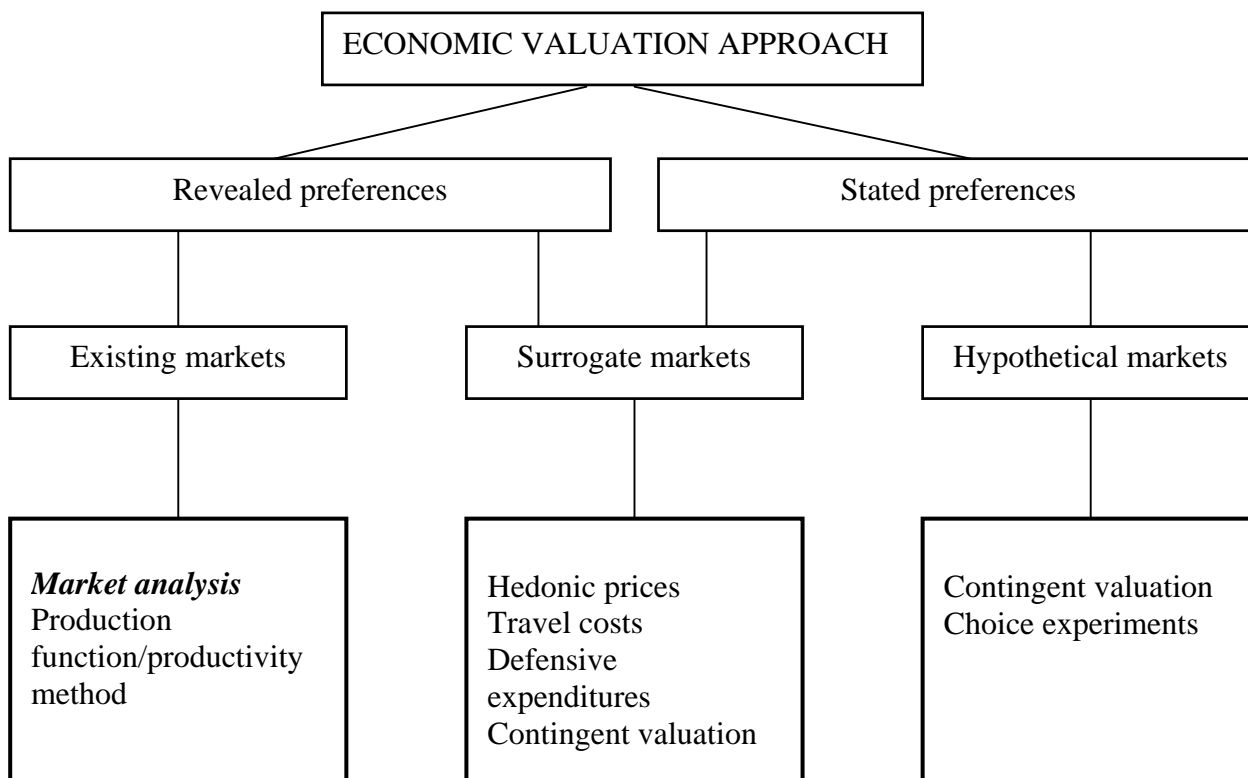 ECONOMIC VALUATION APPROACH
Revealed preferences
Stated preferences
Existing markets
Surrogate markets
Hypothetical markets
Market analysis
Production
function/productivity
method
Hedonic prices
Travel costs
Defensive
expenditures
Contingent valuation
Contingent valuation
Choice experiments